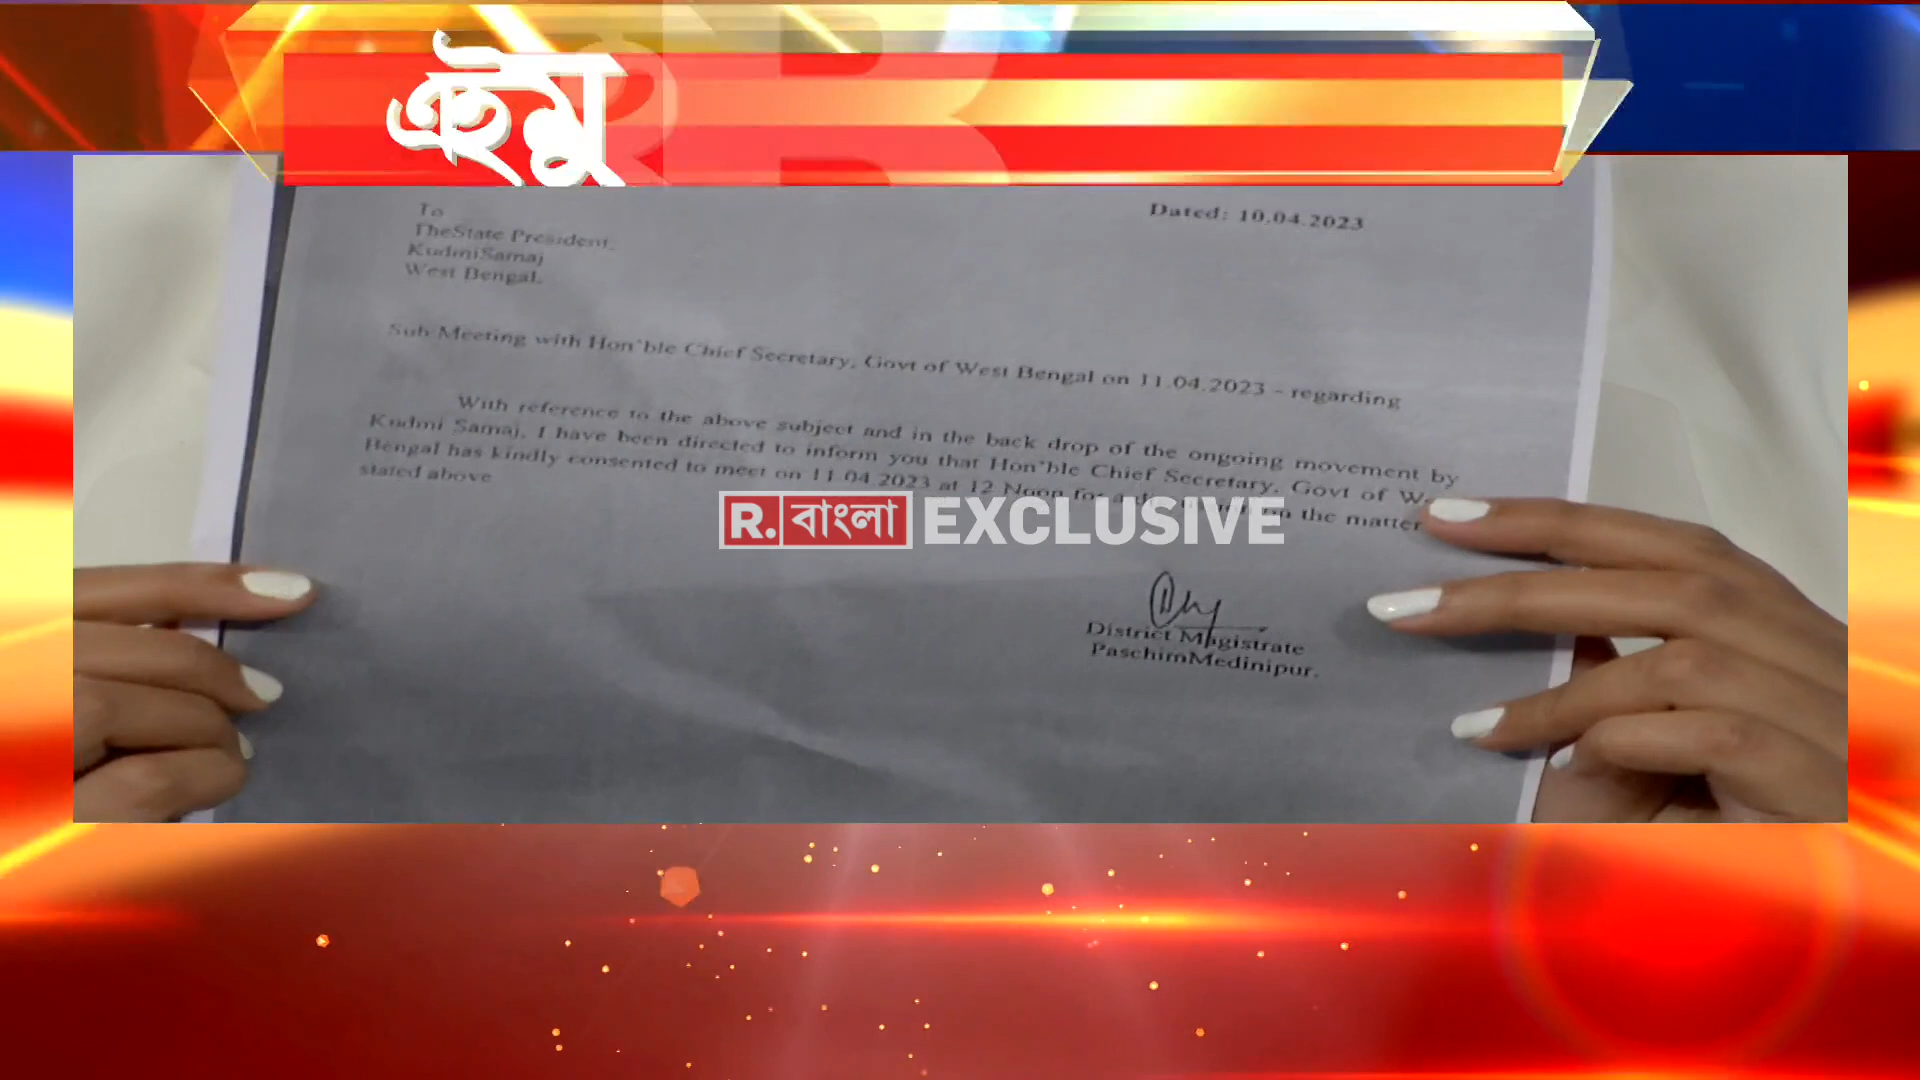 এইমু
Dated: 10.04.2023
To
TheState President.
KudmiSamaj
West Bengal.
Sub Meeting with Hon`ble Chief Secretary, Govt of West Bengal on 11.04.2023 - regarding
With reference to the above subject and in the back drop of the ongoing movement by
Kudmi Samaj, I have been directed to inform you that Hon`ble Chief Secretary, Govt of
Bengal has kindly consented to meet on 11.04.2023 at 12 Noon for on the matter
stated above
R. বাংলা EXCLUSIVE
District Magistrate
PaschimMedinipur.